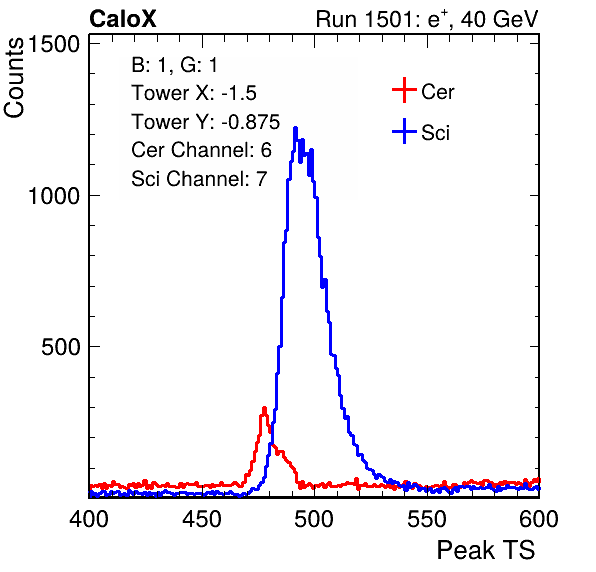 CaloX Run 1501: e⁺, 40 GeV
Counts
1500
1000
500
B: 1, G: 1
Tower X: -1.5
Tower Y: -0.875
Cer Channel: 6
Sci Channel: 7
Cer
Sci
400 450 500 550 600
Peak TS